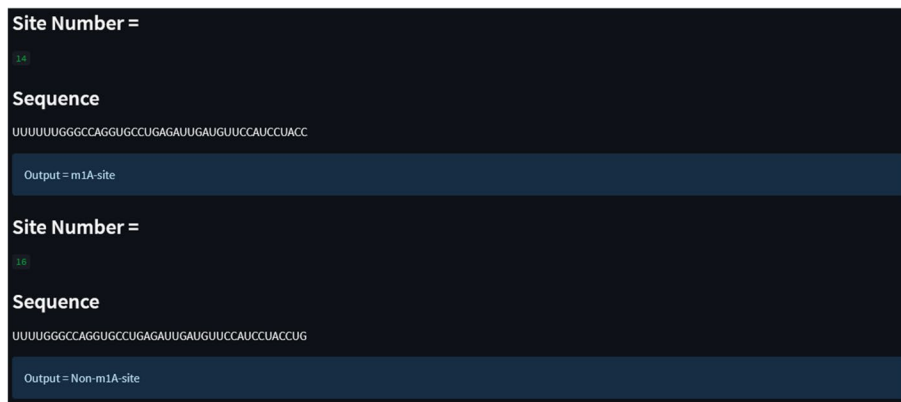 Site Number =
14
Sequence
UUUUUUGGGCCAGGUGCCUGAGAUUGAUGUUCCAUCCUACC
Output = m1A-site
Site Number =
16
Sequence
UUUUGGGCCAGGUGCCUGAGAUUGAUGUUCCAUCCUACCUG
Output = Non-m1A-site